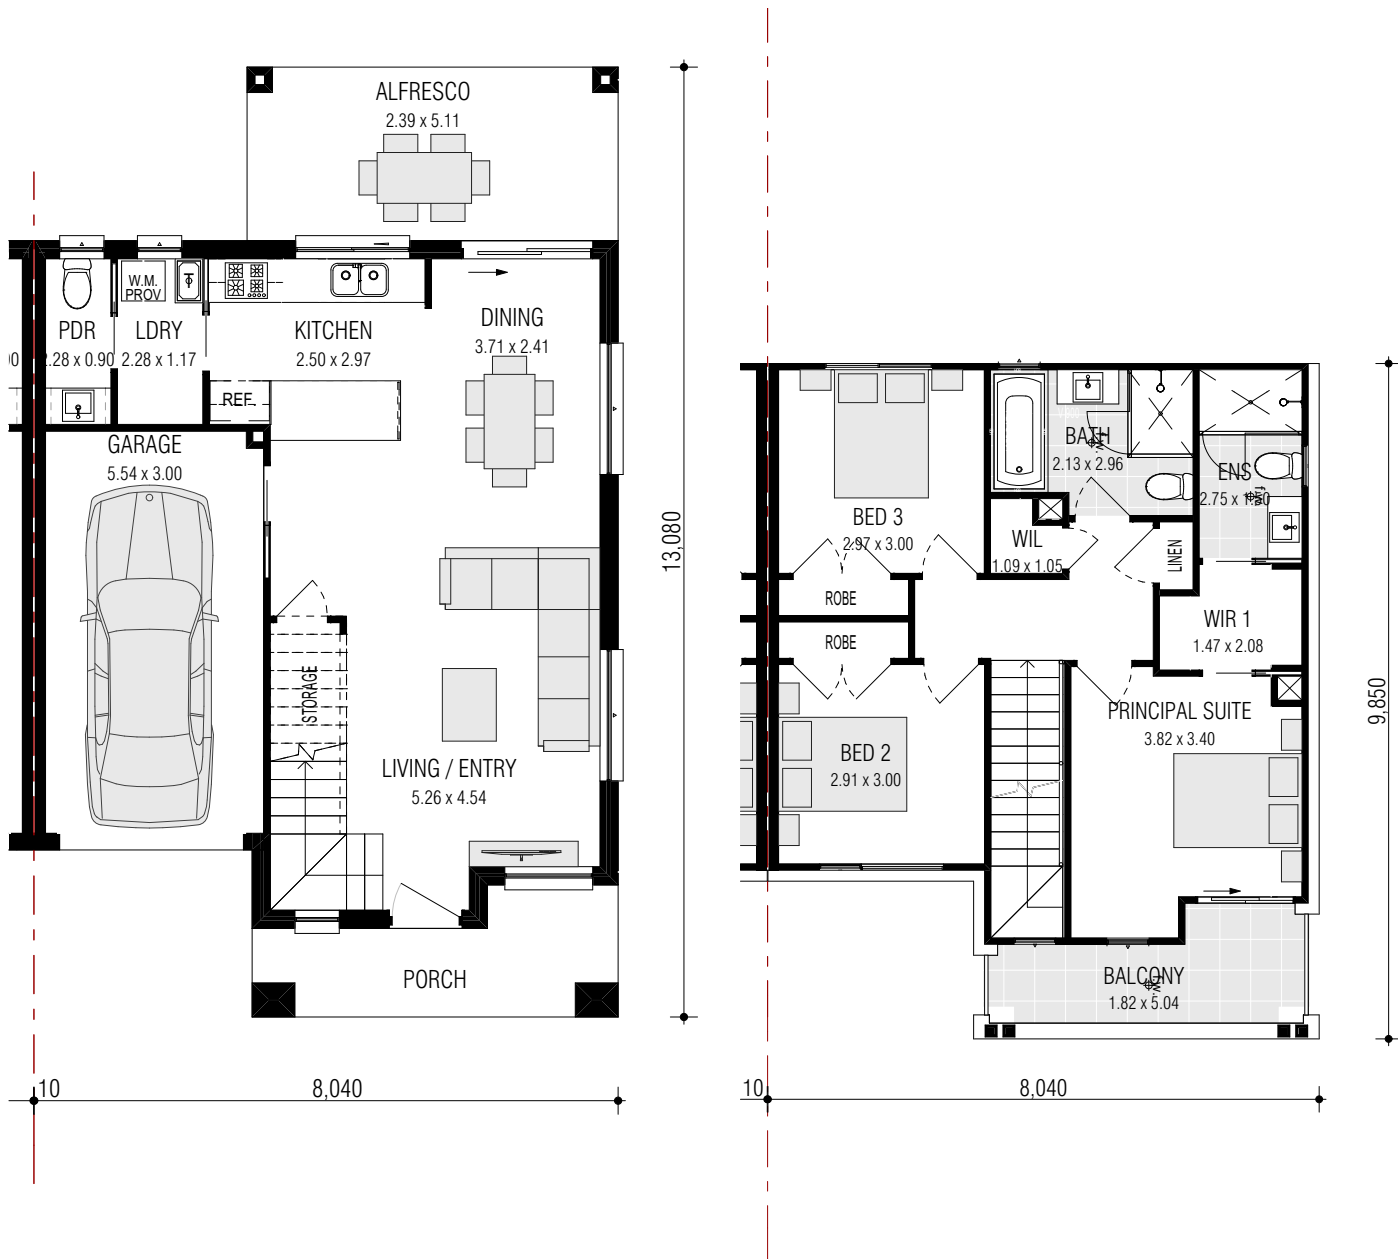 ALFRESCO
2.39 x 5.11
W.M.
PROV
PDR
2.28 x 0.90
LDRY
2.28 x 1.17
KITCHEN
2.50 x 2.97
DINING
3.71 x 2.41
REF.
GARAGE
5.54 x 3.00
STORAGE
LIVING / ENTRY
5.26 x 4.54
PORCH
13,080
10
8,040
BED 3
2.97 x 3.00
BATH
2.13 x 2.96
ENS
WIL
1.09 x 1.05
LINEN
ROBE
ROBE
WIR 1
1.47 x 2.08
BED 2
2.91 x 3.00
PRINCIPAL SUITE
3.82 x 3.40
BALCONY
1.82 x 5.04
9,850
10
8,040